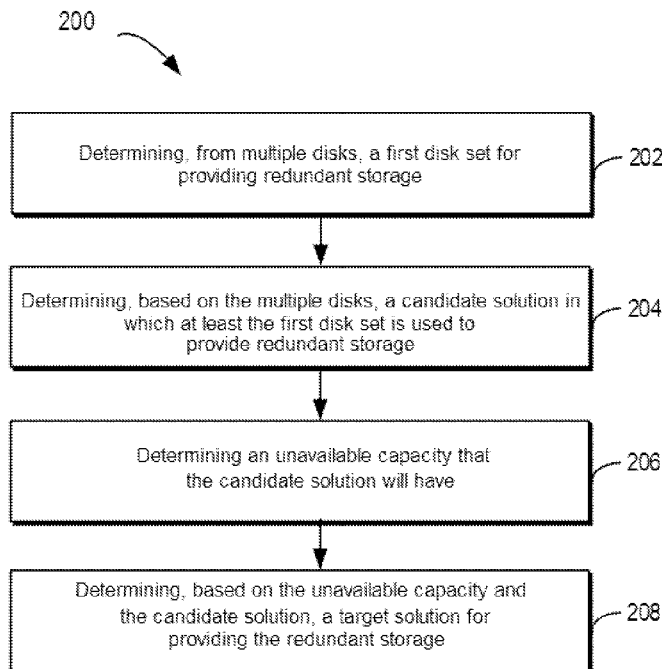 200
Determining, from multiple disks, a first disk set for
providing redundant storage
202
Determining, based on the multiple disks, a candidate solution in
which at least the first disk set is used to
provide redundant storage
204
Determining an unavailable capacity that
the candidate solution will have
206
Determining, based on the unavailable capacity and
the candidate solution, a target solution for
providing the redundant storage
208